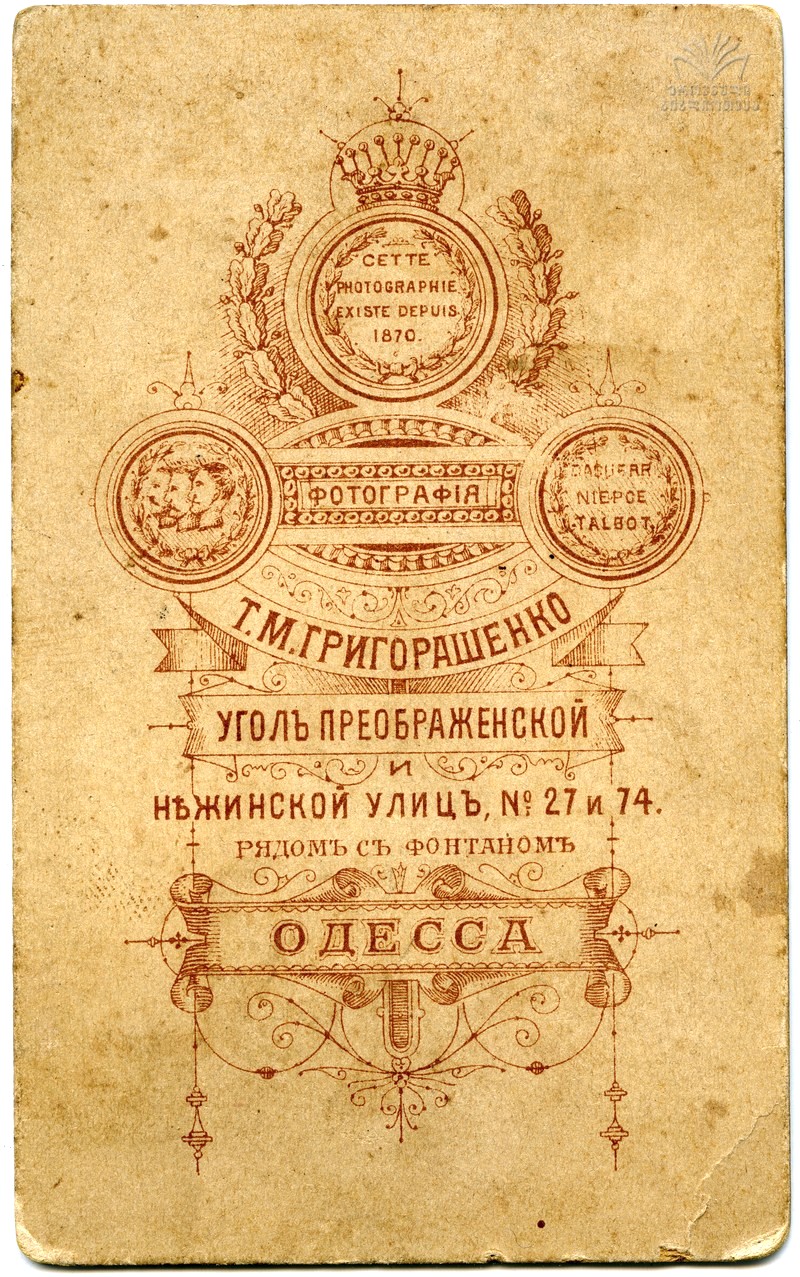 CETTE
PHOTOGRAPHIE
EXISTE DEPUIS
1870.
ФОТОГРАФІЯ
DAGUERR
NIEPCE
TALBOT
Т.М.ГРИГОРАШЕНКО
УГОЛЪ ПРЕОБРАЖЕНСКОЙ
И
НѢЖИНСКОЙ УЛИЦЪ, № 27 и 74.
РЯДОМЪ СЪ ФОНТАНОМЪ
ОДЕССА